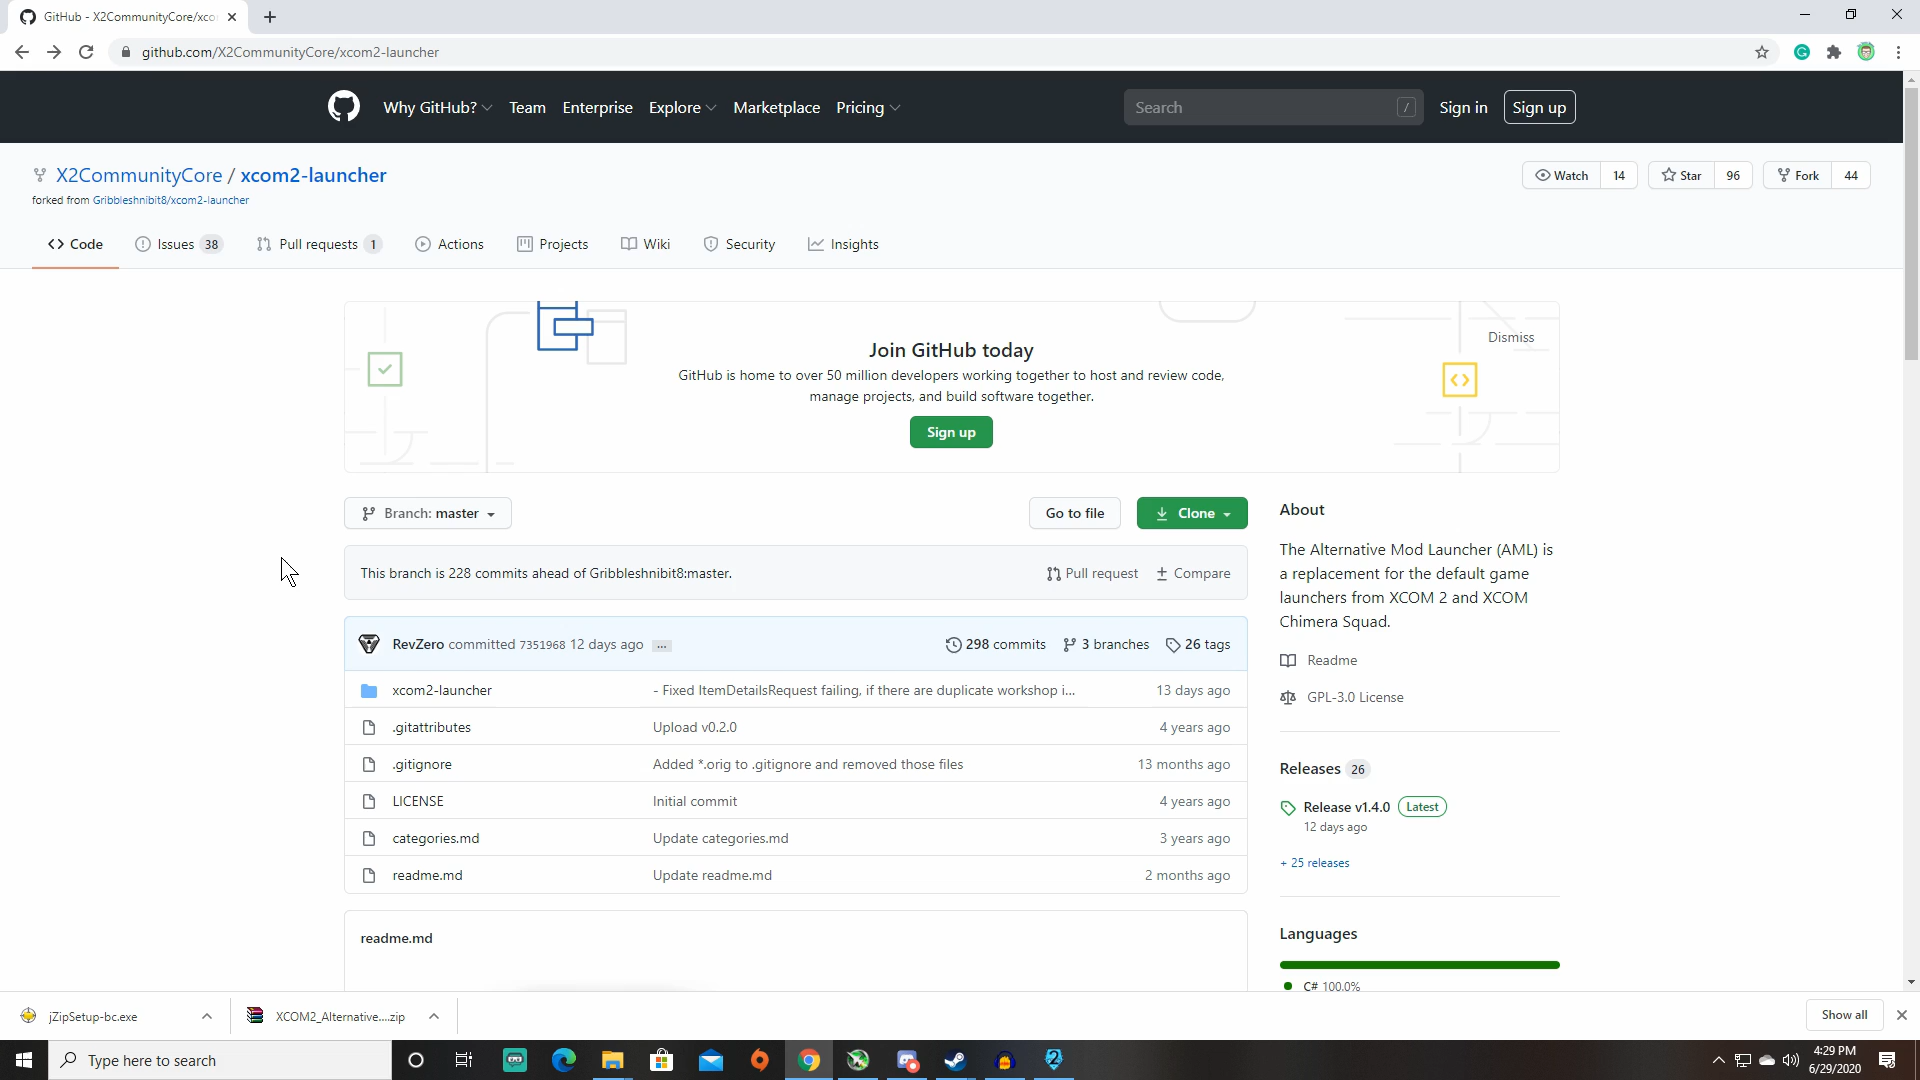 GitHub - X2CommunityCore/xco
github.com/X2CommunityCore/xcom2-launcher
Why GitHub? Team Enterprise Explore Marketplace Pricing Search / Sign in Sign up
X2CommunityCore / xcom2-launcher
forked from Gribbleshnibit8/xcom2-launcher
Watch 14 Star 96 Fork 44
Code Issues 38 Pull requests 1 Actions Projects Wiki Security Insights
Join GitHub today
Dismiss
GitHub is home to over 50 million developers working together to host and review code,
manage projects, and build software together.
Sign up
Branch: master Go to file Clone
This branch is 228 commits ahead of Gribbleshnibit8:master. Pull request Compare
RevZero committed 7351968 12 days ago ... 298 commits 3 branches 26 tags
xcom2-launcher - Fixed ItemDetailsRequest failing, if there are duplicate workshop i... 13 days ago
.gitattributes Upload v0.2.0 4 years ago
.gitignore Added *.orig to .gitignore and removed those files 13 months ago
LICENSE Initial commit 4 years ago
categories.md Update categories.md 3 years ago
readme.md Update readme.md 2 months ago
readme.md
About
The Alternative Mod Launcher (AML) is
a replacement for the default game
launchers from XCOM 2 and XCOM
Chimera Squad.
Readme
GPL-3.0 License
Releases 26
Release v1.4.0 Latest
12 days ago
+ 25 releases
Languages
C# 100.0%
jZipSetup-bc.exe XCOM2_Alternative....zip Show all
Type here to search
4:29 PM
6/29/2020